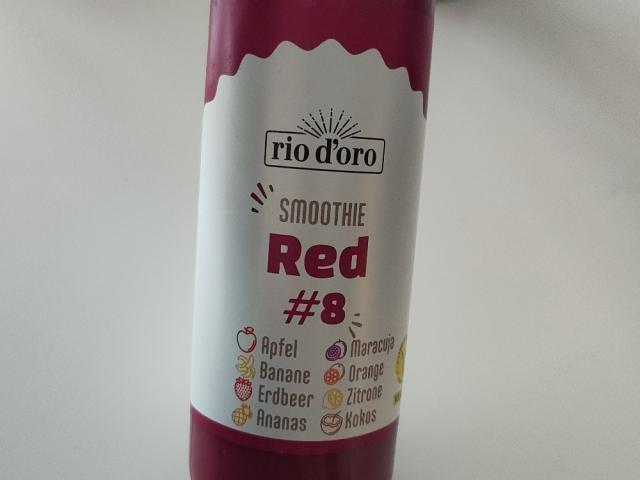 rio d'oro
SMOOTHIE
Red
#8
Apfel
Banane
Erdbeer
Ananas
Maracuja
Orange
Zitrone
Kokos